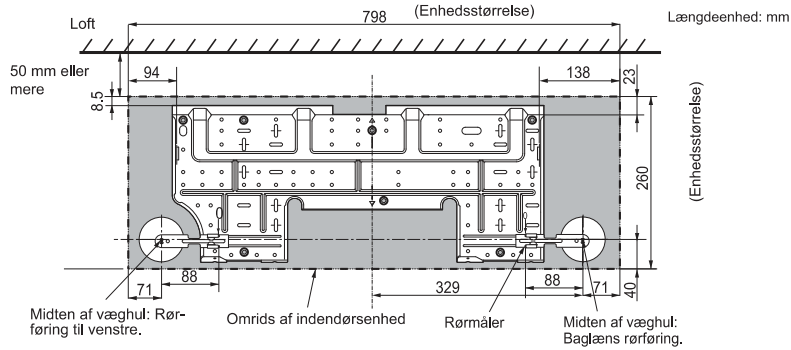 Loft
798
(Enhedsstørrelse)
Længdeenhed: mm
50 mm eller
mere
94
138
23
8.5
260
(Enhedsstørrelse)
88
71
329
88
71
40
Midten af væghul: Rør-
føring til venstre.
Omrids af indendørsenhed
Rørmåler
Midten af væghul:
Baglæns rørføring.